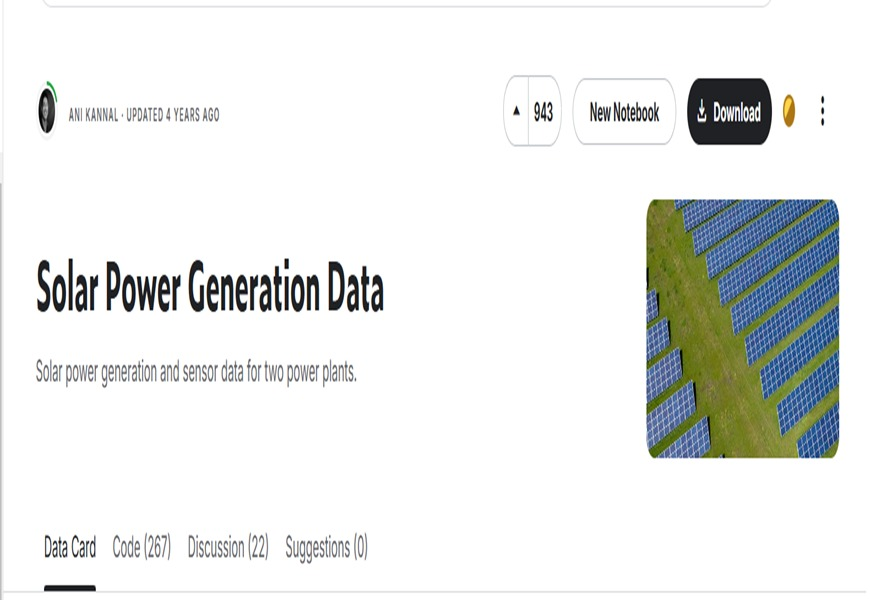 ANI KANNAL · UPDATED 4 YEARS AGO
943
New Notebook
Download
Solar Power Generation Data
Solar power generation and sensor data for two power plants.
Data Card Code (267) Discussion (22) Suggestions (0)